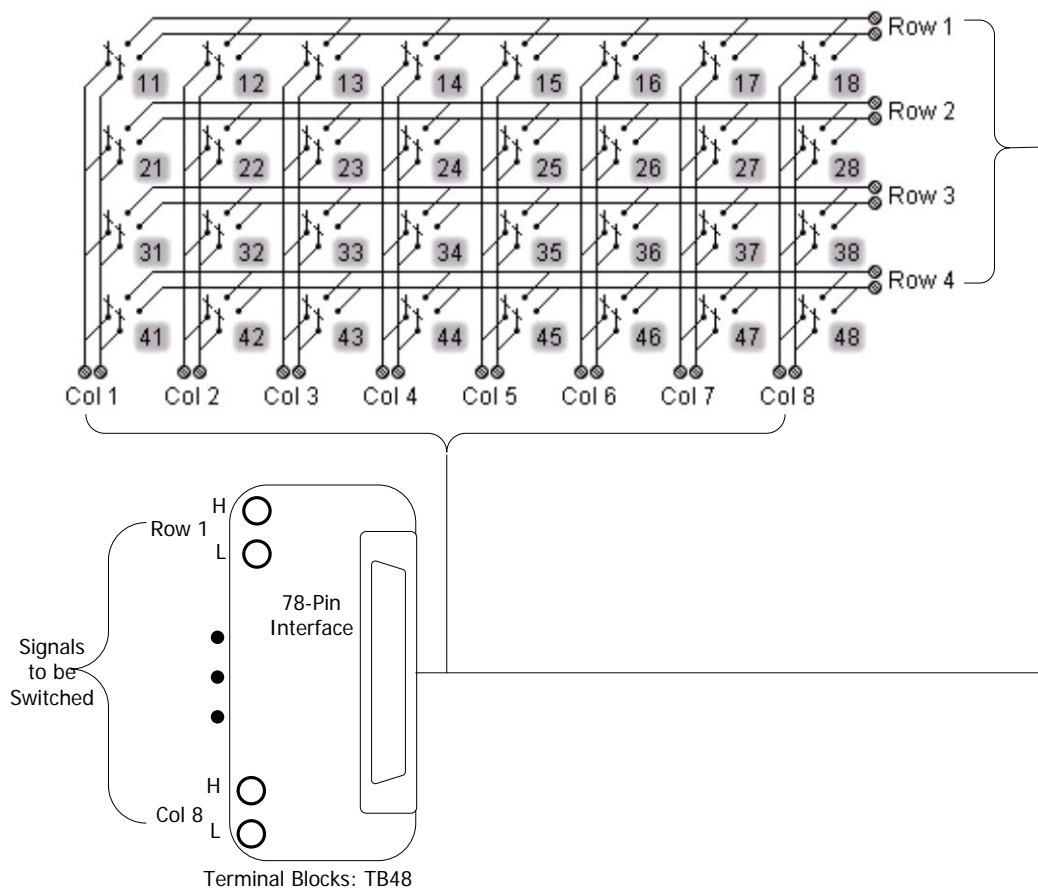 Row 1
11 12 13 14 15 16 17 18
Row 2
21 22 23 24 25 26 27 28
Row 3
31 32 33 34 35 36 37 38
Row 4
41 42 43 44 45 46 47 48
Col 1 Col 2 Col 3 Col 4 Col 5 Col 6 Col 7 Col 8
H
Row 1
L
78-Pin
Interface
Signals
to be
Switched
H
Col 8
L
Terminal Blocks: TB48